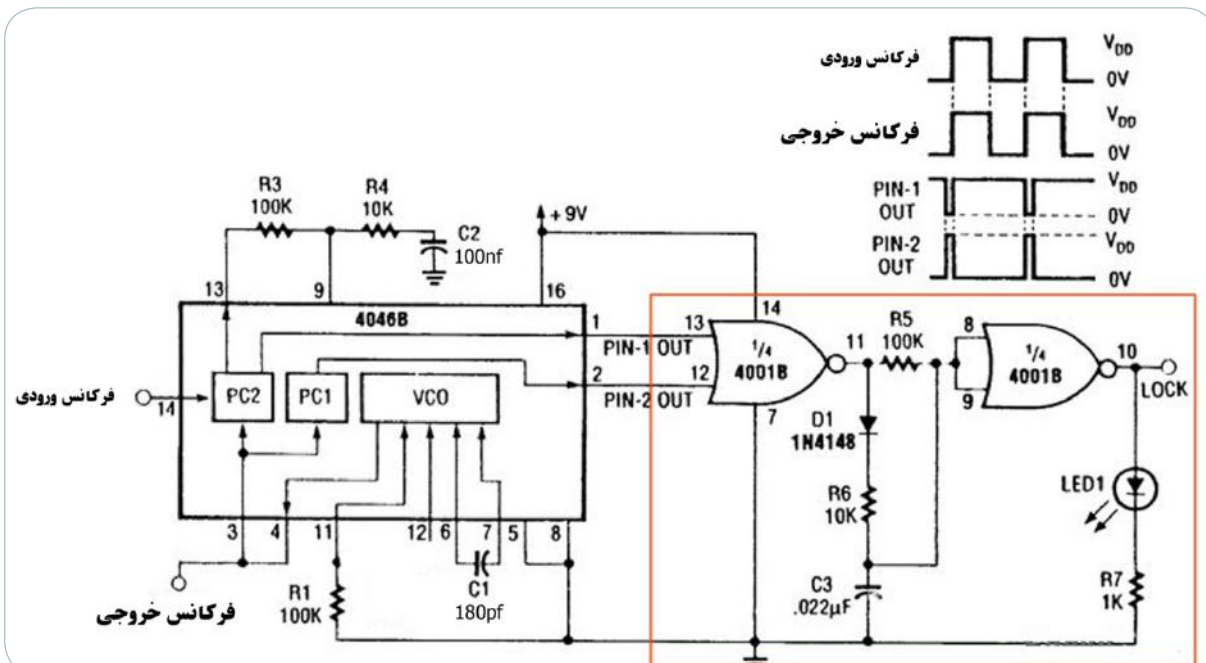 فرکانس ورودی
V_DD
0V
فرکانس خروجی
V_DD
0V
PIN-1
OUT
V_DD
0V
PIN-2
OUT
V_DD
0V
R3
100K
R4
10K
C2
100nf
+9V
13
9
16
4046B
1
PIN-1 OUT
2
PIN-2 OUT
فرکانس ورودی
14
PC2
PC1
VCO
3
4
11
12
6
7
5
8
فرکانس خروجی
R1
100K
C1
180pf
14
13
12
1/4
4001B
11
7
R5
100K
D1
1N4148
R6
10K
C3
.022µF
8
9
1/4
4001B
10
LOCK
LED1
R7
1K